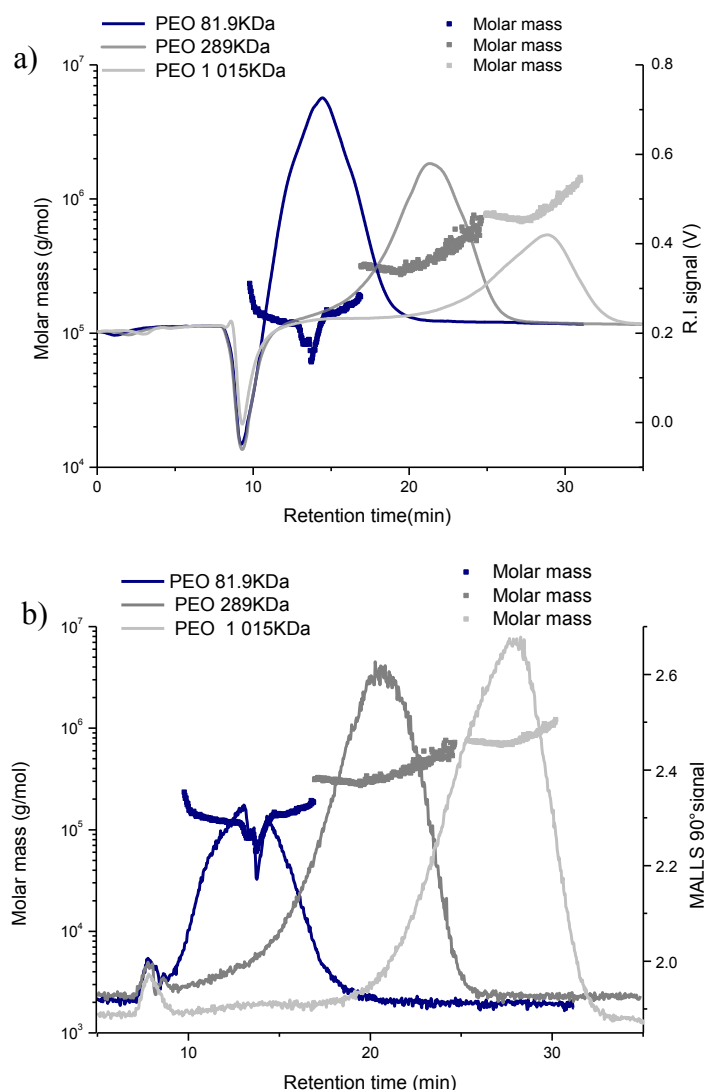 PEO 81.9KDa
PEO 289KDa
PEO 1 015KDa
Molar mass
Molar mass
Molar mass
a)
10⁷
10⁶
10⁵
10⁴
Molar mass (g/mol)
0.8
0.6
0.4
0.2
0.0
R.I signal (V)
0 10 20 30
Retention time(min)
PEO 81.9KDa
PEO 289KDa
PEO 1 015KDa
Molar mass
Molar mass
Molar mass
b)
10⁷
10⁶
10⁵
10⁴
10³
Molar mass (g/mol)
2.6
2.4
2.2
2.0
MALLS 90°signal
10 20 30
Retention time (min)